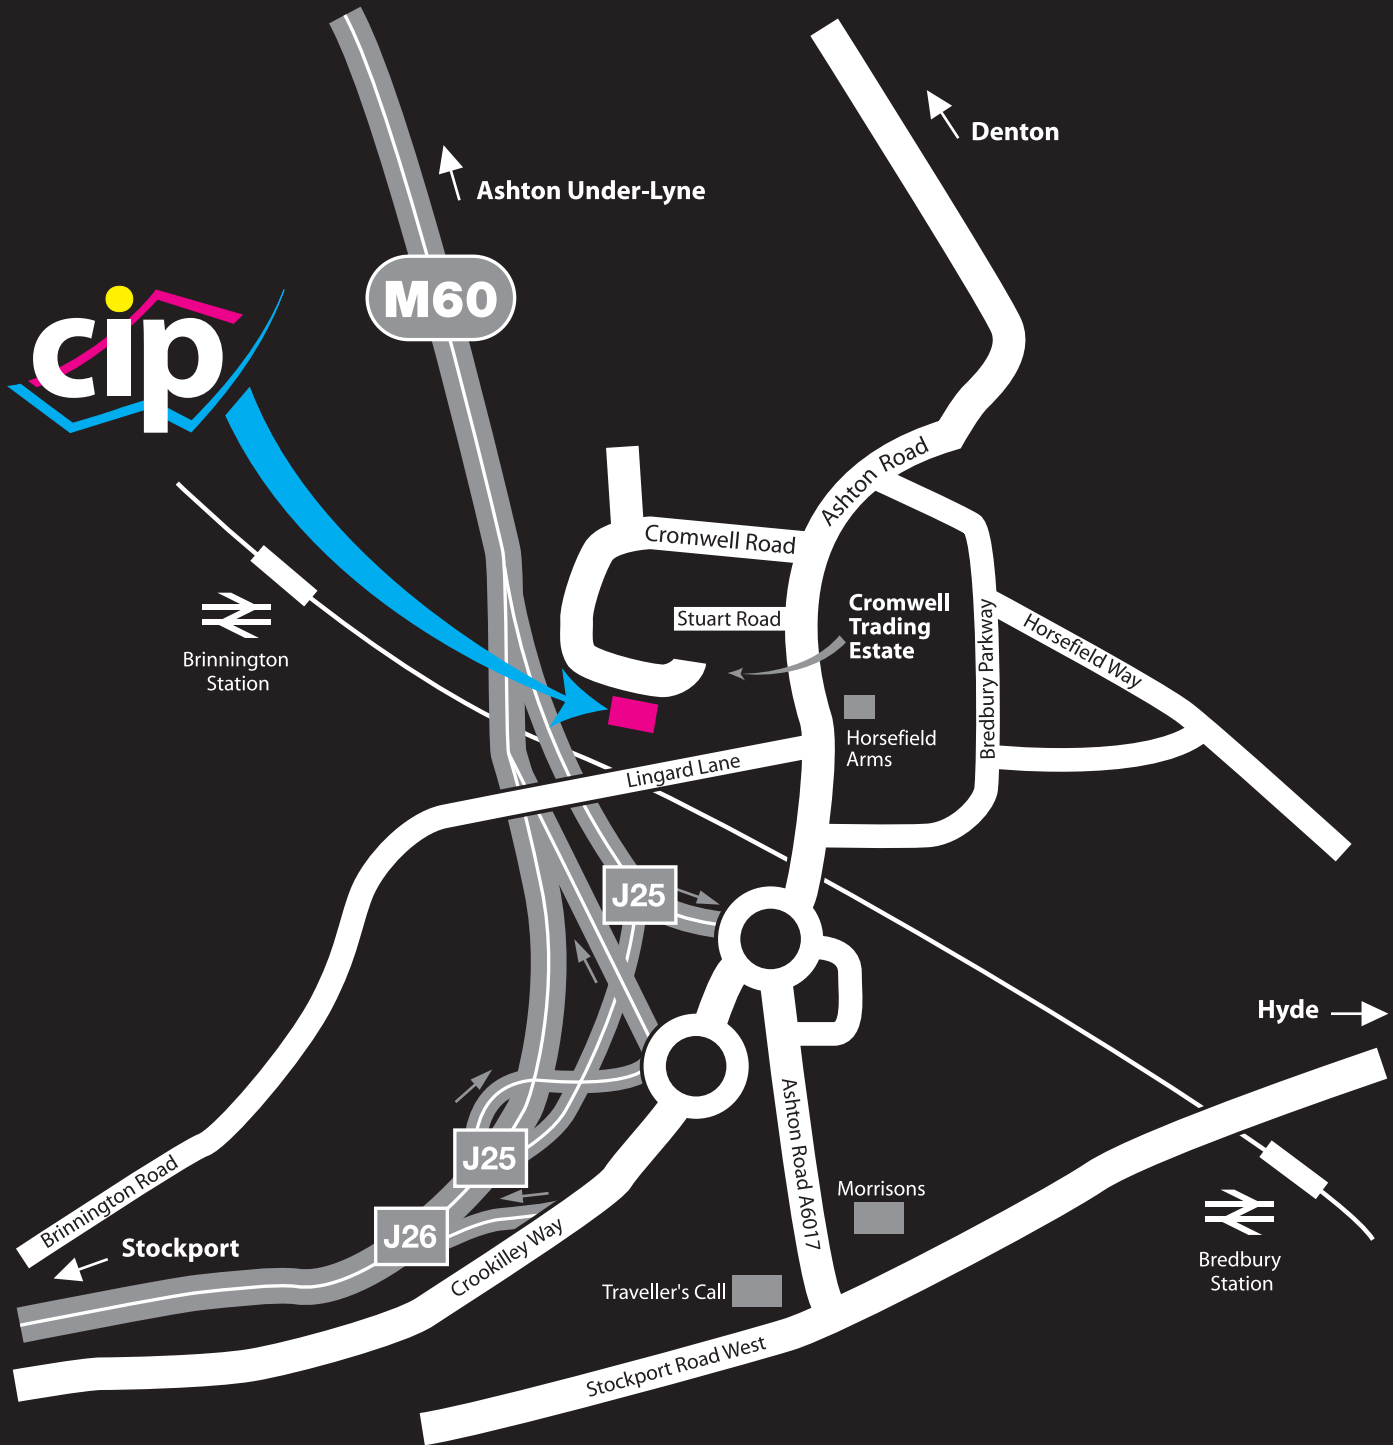 Denton
Ashton Under-Lyne
M60
cip
Ashton Road
Cromwell Road
Stuart Road
Cromwell
Trading
Estate
Brinnington
Station
Bredbury Parkway
Horsefield Way
Horsefield
Arms
Lingard Lane
J25
Hyde
Ashton Road A6017
J25
Brinnington Road
Morrisons
J26
Stockport
Crookilley Way
Bredbury
Station
Traveller's Call
Stockport Road West